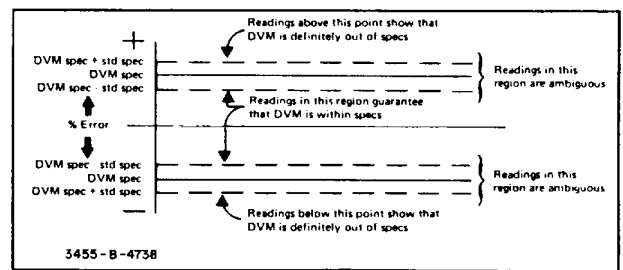 Readings above this point show that
DVM is definitely out of specs
+
DVM spec + std spec
DVM spec
DVM spec - std spec
Readings in this
region are ambiguous
Readings in this region guarantee
that DVM is within specs
% Error
DVM spec - std spec
DVM spec
DVM spec + std spec
Readings in this
region are ambiguous
−
Readings below this point show that
DVM is definitely out of specs
3455-B-4738